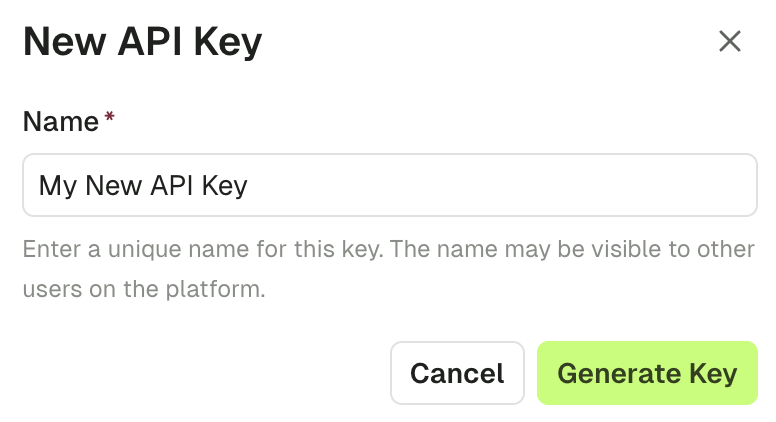 New API Key
Name *
My New API Key
Enter a unique name for this key. The name may be visible to other
users on the platform.
Cancel
Generate Key